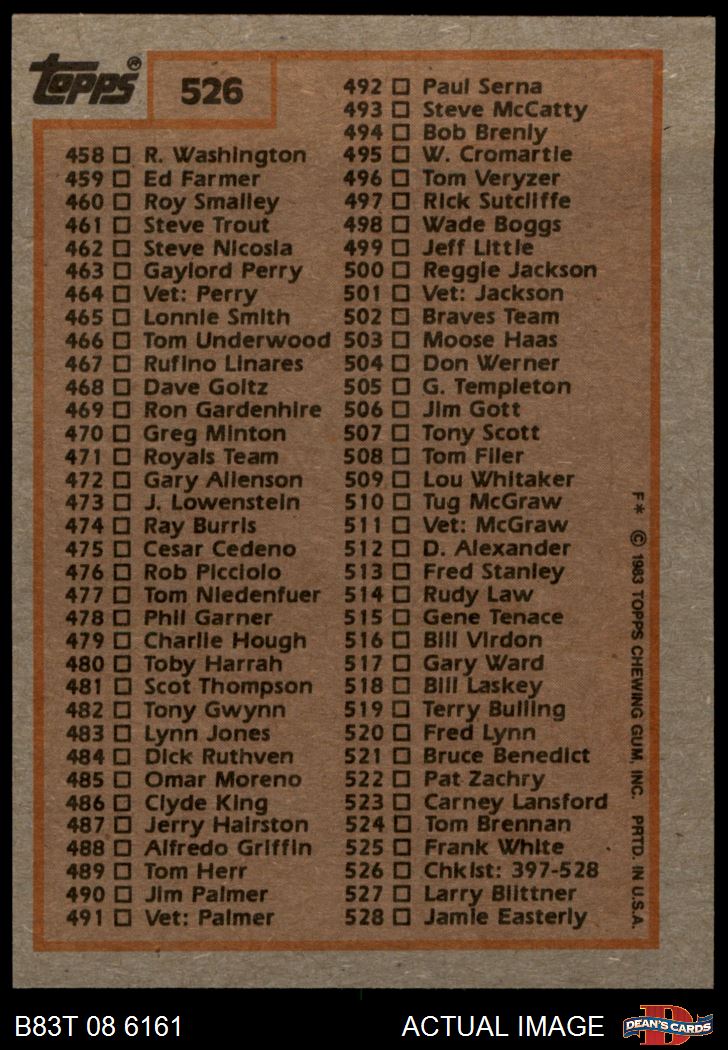 Topps®
526
458 R. Washington
459 Ed Farmer
460 Roy Smalley
461 Steve Trout
462 Steve Nicosia
463 Gaylord Perry
464 Vet: Perry
465 Lonnie Smith
466 Tom Underwood
467 Rufino Linares
468 Dave Goltz
469 Ron Gardenhire
470 Greg Minton
471 Royals Team
472 Gary Allenson
473 J. Lowenstein
474 Ray Burris
475 Cesar Cedeno
476 Rob Picciolo
477 Tom Niedenfuer
478 Phil Garner
479 Charlie Hough
480 Toby Harrah
481 Scot Thompson
482 Tony Gwynn
483 Lynn Jones
484 Dick Ruthven
485 Omar Moreno
486 Clyde King
487 Jerry Hairston
488 Alfredo Griffin
489 Tom Herr
490 Jim Palmer
491 Vet: Palmer
492 Paul Serna
493 Steve McCatty
494 Bob Brenly
495 W. Cromartie
496 Tom Veryzer
497 Rick Sutcliffe
498 Wade Boggs
499 Jeff Little
500 Reggie Jackson
501 Vet: Jackson
502 Braves Team
503 Moose Haas
504 Don Werner
505 G. Templeton
506 Jim Gott
507 Tony Scott
508 Tom Filer
509 Lou Whitaker
510 Tug McGraw
511 Vet: McGraw
512 D. Alexander
513 Fred Stanley
514 Rudy Law
515 Gene Tenace
516 Bill Virdon
517 Gary Ward
518 Bill Laskey
519 Terry Bulling
520 Fred Lynn
521 Bruce Benedict
522 Pat Zachry
523 Carney Lansford
524 Tom Brennan
525 Frank White
526 Chklst: 397-528
527 Larry Biittner
528 Jamie Easterly
F* © 1983 TOPPS CHEWING GUM, INC. PRTD. IN U.S.A.
B83T 08 6161
ACTUAL IMAGE
D
DEAN'S CARDS